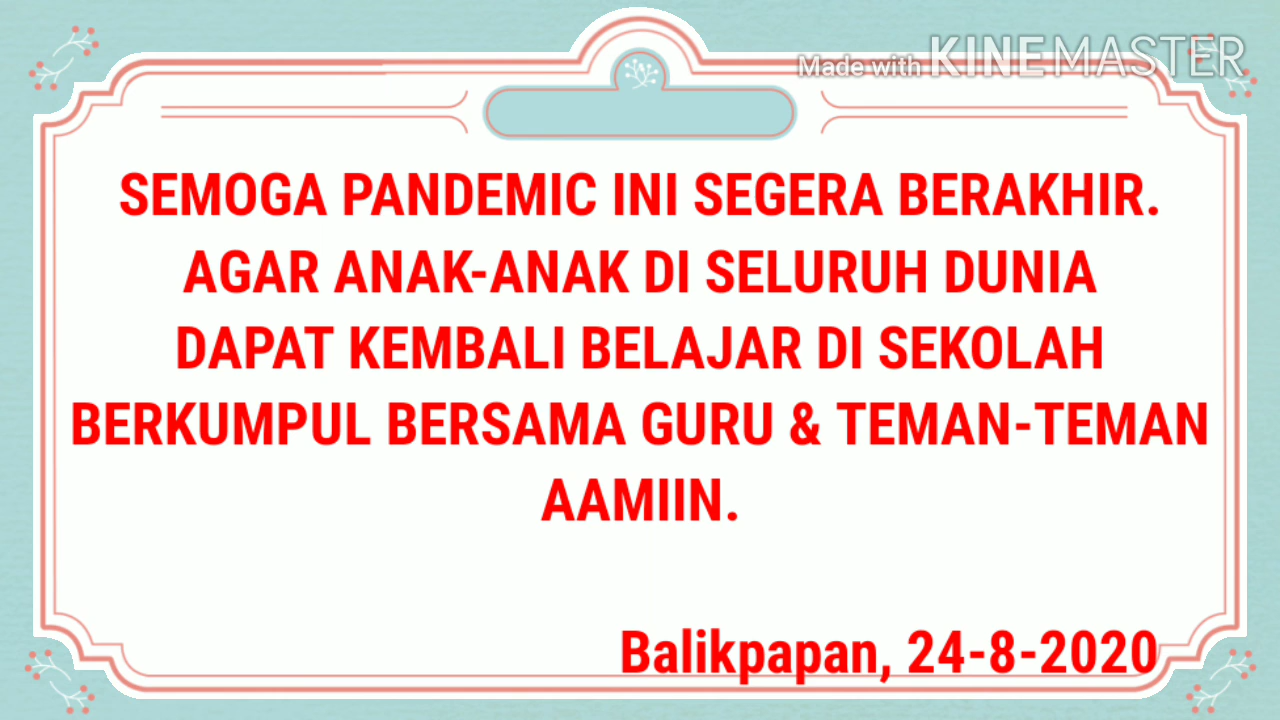 Made with KINEMASTER
SEMOGA PANDEMIC INI SEGERA BERAKHIR.
AGAR ANAK-ANAK DI SELURUH DUNIA
DAPAT KEMBALI BELAJAR DI SEKOLAH
BERKUMPUL BERSAMA GURU & TEMAN-TEMAN
AAMIIN.
Balikpapan, 24-8-2020